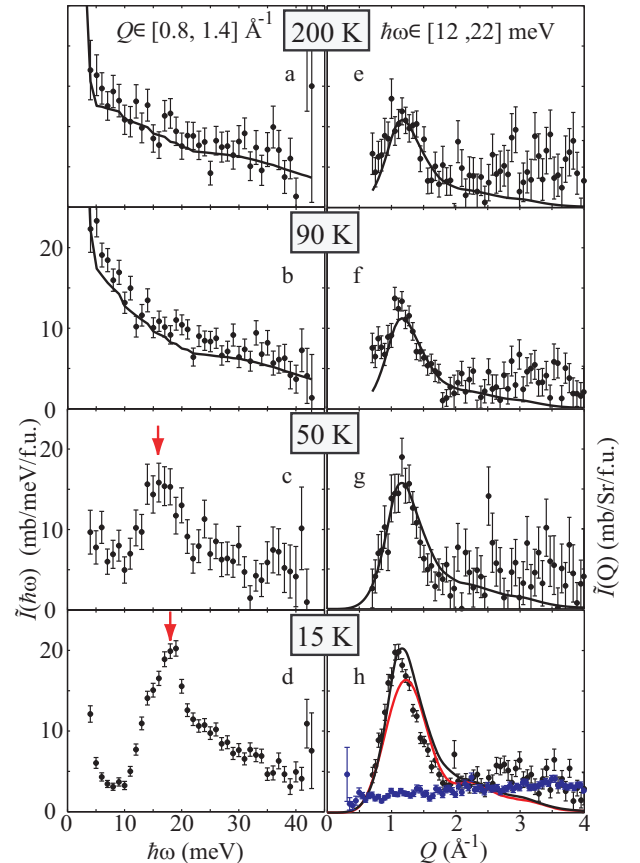 Q∈ [0.8, 1.4] Å⁻¹ 200 K ħω∈ [12 ,22] meV
a e
90 K
20
b f
10
0
50 K
20
c g
10
0
15 K
20
d h
10
0
0 10 20 30 40 0 1 2 3 4
ħω (meV) Q (Å⁻¹)
Ĩ(ħω) (mb/meV/f.u.)
Ĩ(Q) (mb/Sr/f.u.)